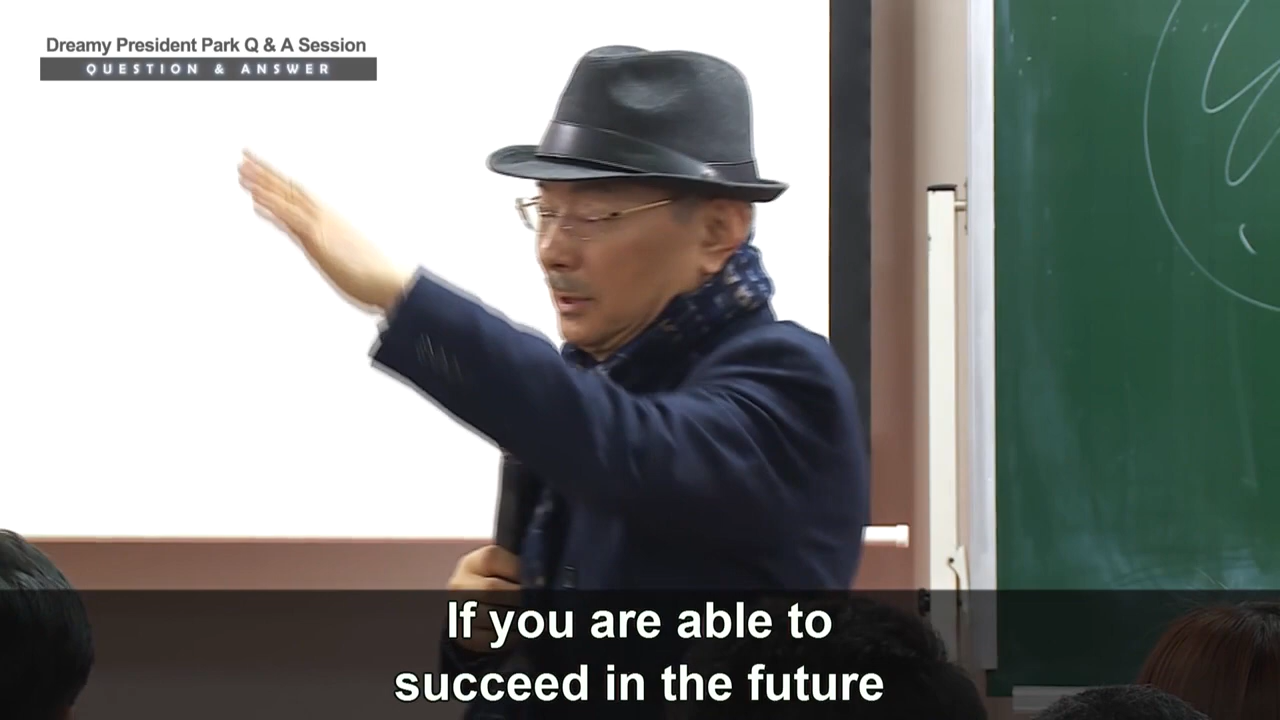 Dreamy President Park Q & A Session
QUESTION & ANSWER
If you are able to
succeed in the future